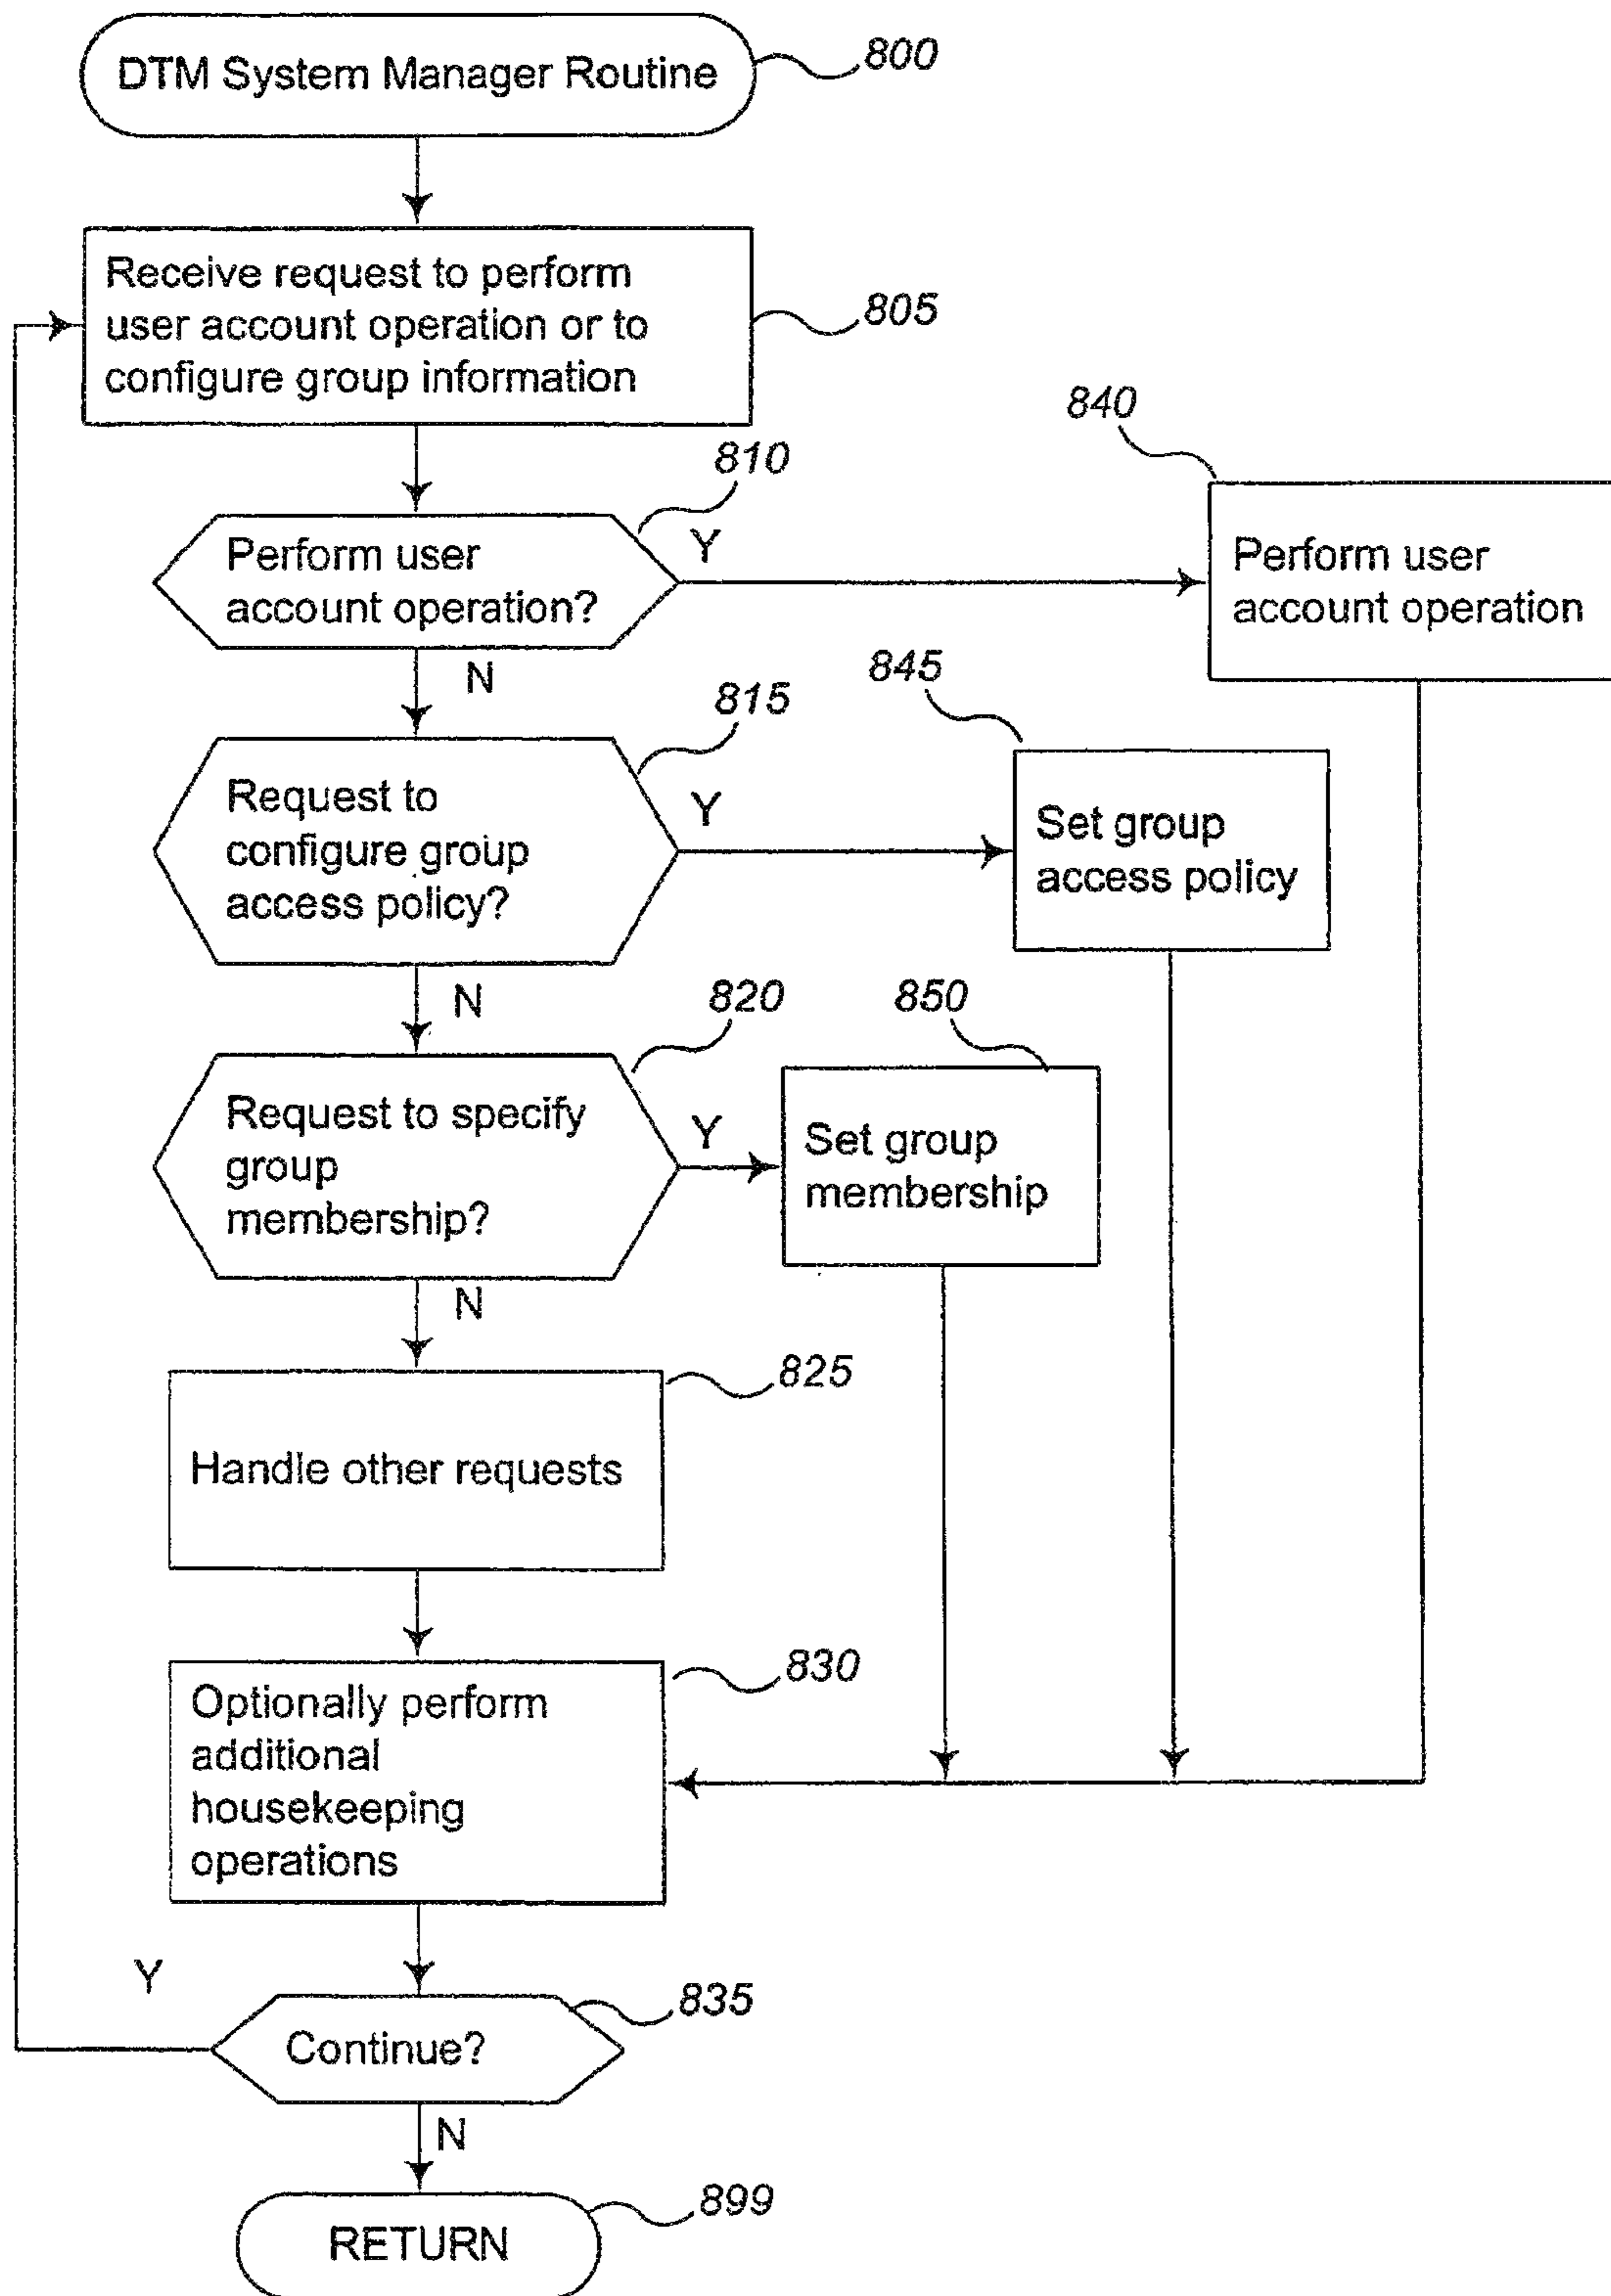 DTM System Manager Routine
800
Receive request to perform
user account operation or to
configure group information
805
810
Perform user
account operation?
Y
N
840
Perform user
account operation
815
Request to
configure group
access policy?
Y
N
845
Set group
access policy
820
Request to specify
group
membership?
Y
N
850
Set group
membership
825
Handle other requests
830
Optionally perform
additional
housekeeping
operations
Y
835
Continue?
N
899
RETURN